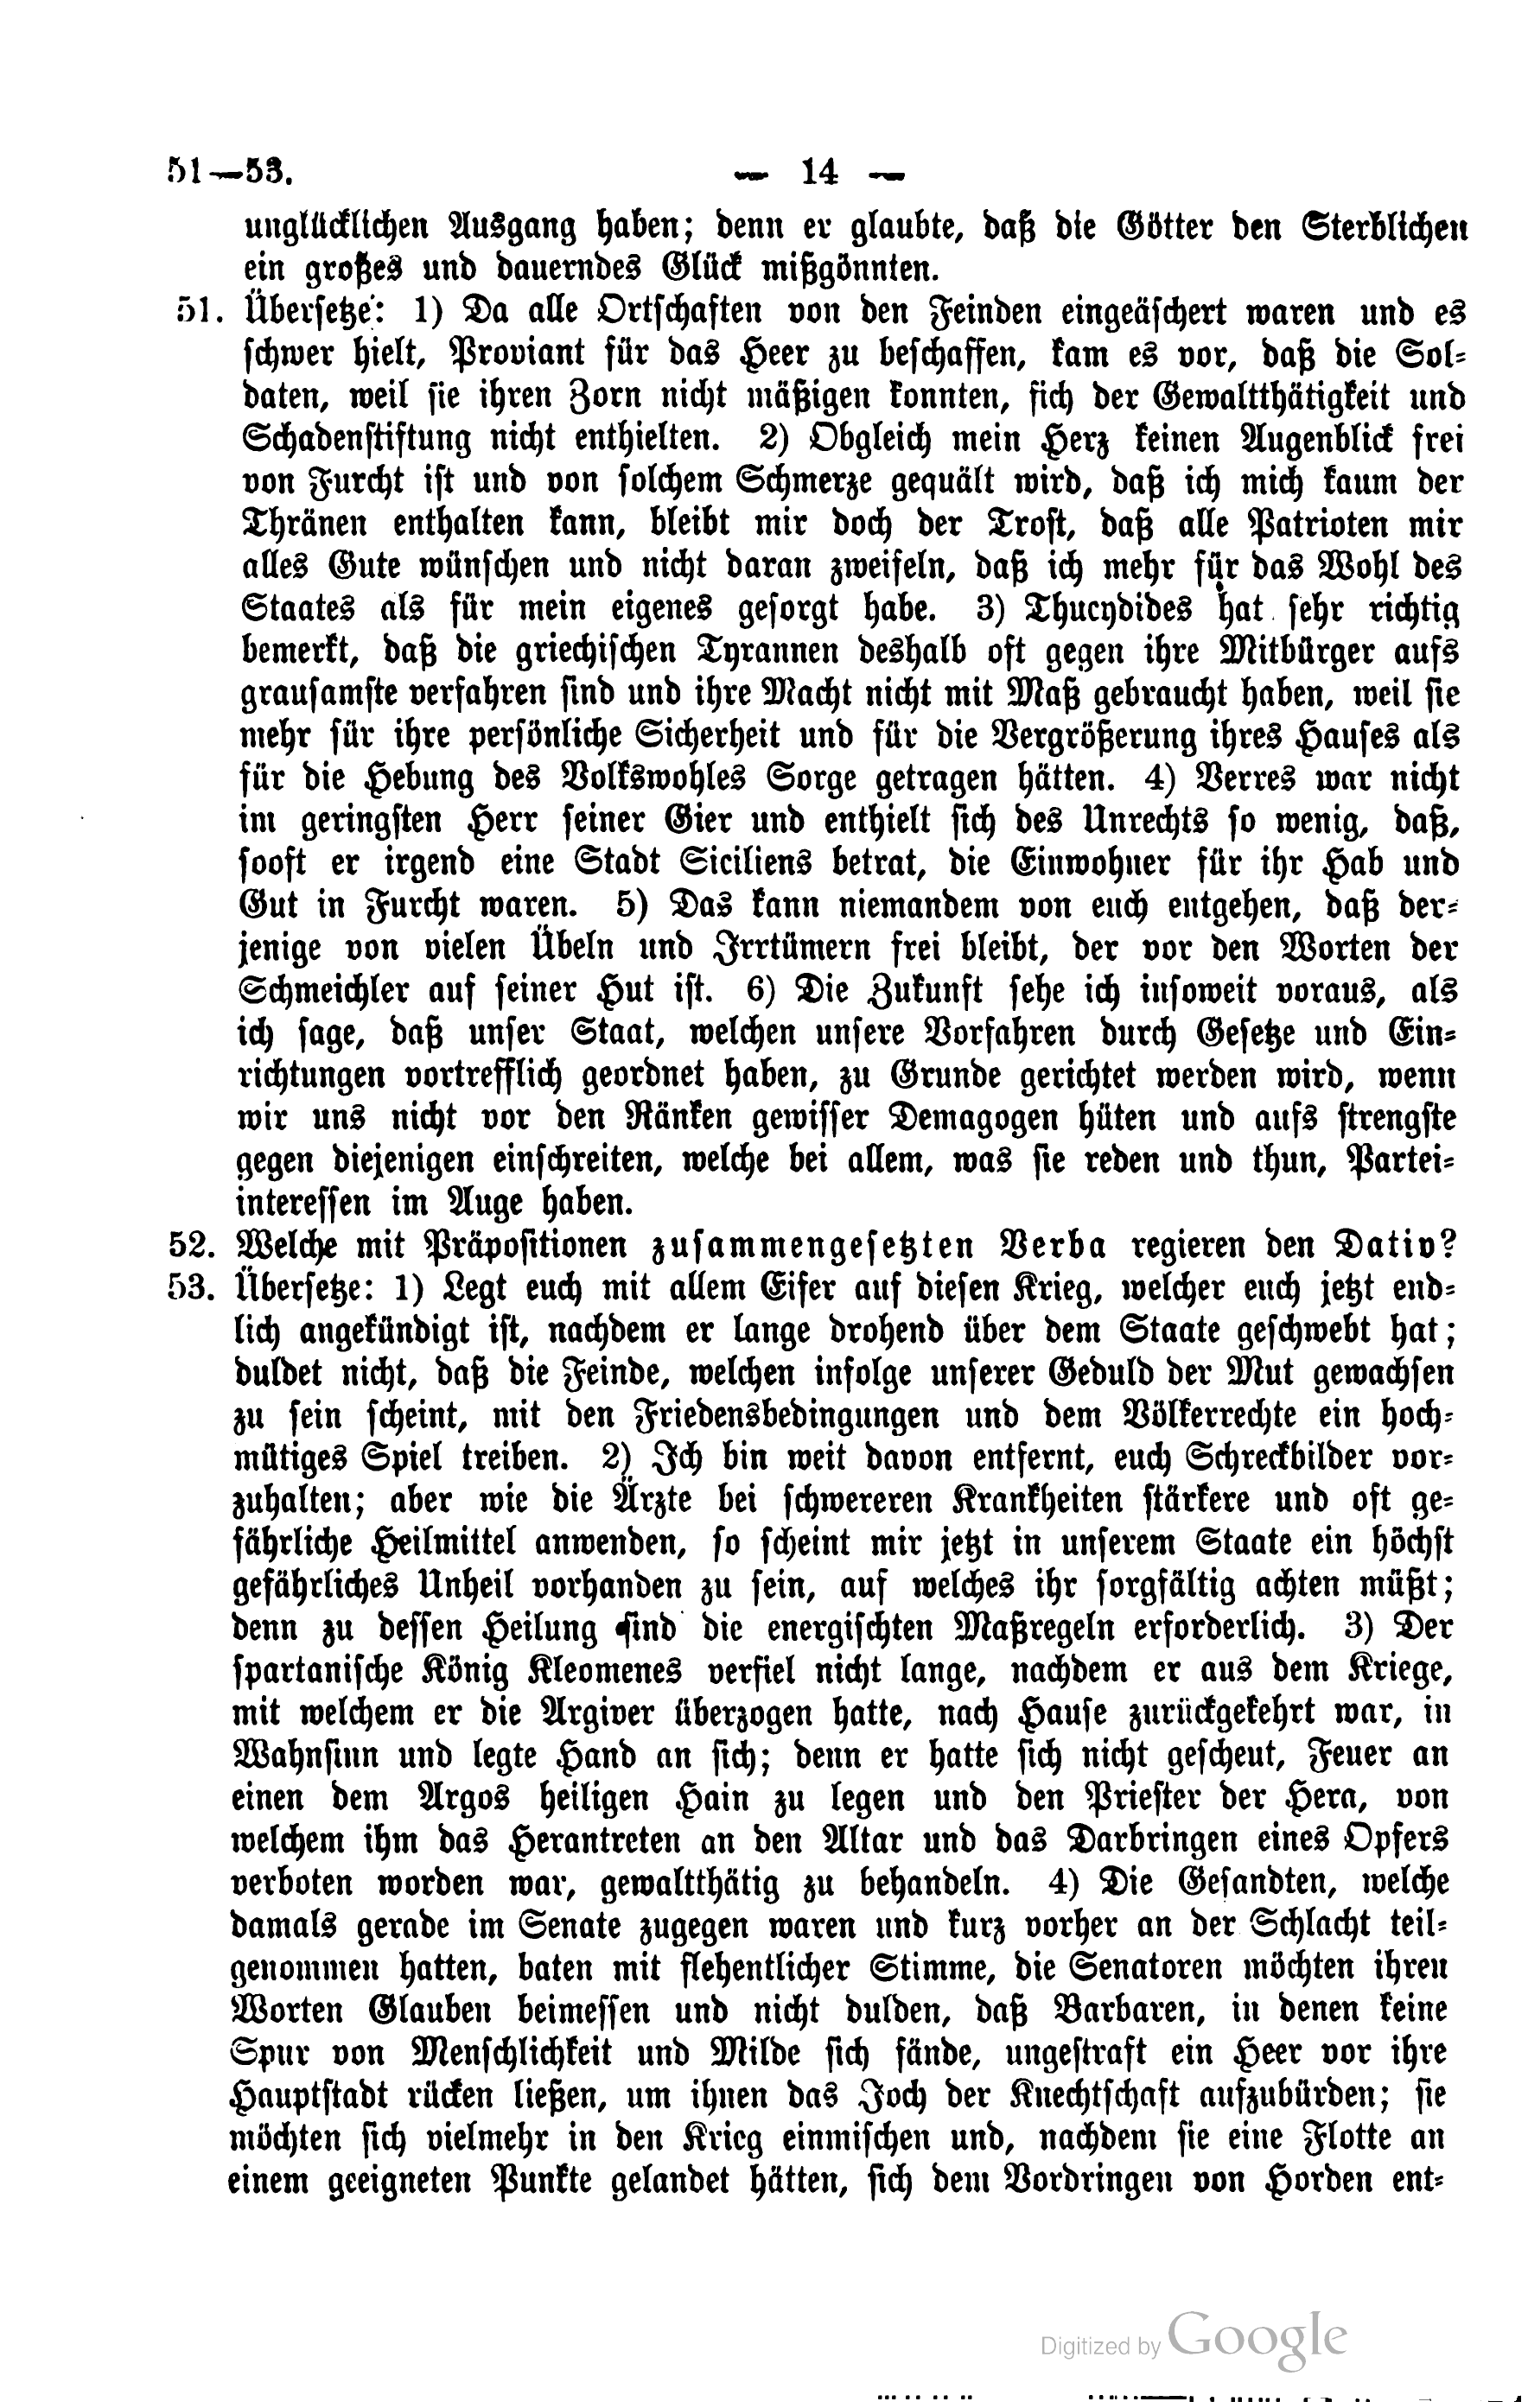 51—53.
— 14 —
unglücklichen Ausgang haben; denn er glaubte, daß die Götter den Sterblichen
ein großes und dauerndes Glück mißgönnten.
51. Übersetze: 1) Da alle Ortschaften von den Feinden eingeäschert waren und es
schwer hielt, Proviant für das Heer zu beschaffen, kam es vor, daß die Sol-
daten, weil sie ihren Zorn nicht mäßigen konnten, sich der Gewaltthätigkeit und
Schadenstiftung nicht enthielten. 2) Obgleich mein Herz keinen Augenblick frei
von Furcht ist und von solchem Schmerze gequält wird, daß ich mich kaum der
Thränen enthalten kann, bleibt mir doch der Trost, daß alle Patrioten mir
alles Gute wünschen und nicht daran zweifeln, daß ich mehr für das Wohl des
Staates als für mein eigenes gesorgt habe. 3) Thucydides hat sehr richtig
bemerkt, daß die griechischen Tyrannen deshalb oft gegen ihre Mitbürger aufs
grausamste verfahren sind und ihre Macht nicht mit Maß gebraucht haben, weil sie
mehr für ihre persönliche Sicherheit und für die Vergrößerung ihres Hauses als
für die Hebung des Volkswohles Sorge getragen hätten. 4) Verres war nicht
im geringsten Herr seiner Gier und enthielt sich des Unrechts so wenig, daß,
sooft er irgend eine Stadt Siciliens betrat, die Einwohner für ihr Hab und
Gut in Furcht waren. 5) Das kann niemandem von euch entgehen, daß der-
jenige von vielen Übeln und Irrtümern frei bleibt, der vor den Worten der
Schmeichler auf seiner Hut ist. 6) Die Zukunft sehe ich insoweit voraus, als
ich sage, daß unser Staat, welchen unsere Vorfahren durch Gesetze und Ein-
richtungen vortrefflich geordnet haben, zu Grunde gerichtet werden wird, wenn
wir uns nicht vor den Ränken gewisser Demagogen hüten und aufs strengste
gegen diejenigen einschreiten, welche bei allem, was sie reden und thun, Partei-
interessen im Auge haben.
52. Welche mit Präpositionen zusammengesetzten Verba regieren den Dativ?
53. Übersetze: 1) Legt euch mit allem Eifer auf diesen Krieg, welcher euch jetzt end-
lich angekündigt ist, nachdem er lange drohend über dem Staate geschwebt hat;
duldet nicht, daß die Feinde, welchen infolge unserer Geduld der Mut gewachsen
zu sein scheint, mit den Friedensbedingungen und dem Völkerrechte ein hoch-
mütiges Spiel treiben. 2) Ich bin weit davon entfernt, euch Schreckbilder vor-
zuhalten; aber wie die Ärzte bei schwereren Krankheiten stärkere und oft ge-
fährliche Heilmittel anwenden, so scheint mir jetzt in unserem Staate ein höchst
gefährliches Unheil vorhanden zu sein, auf welches ihr sorgfältig achten müßt;
denn zu dessen Heilung sind die energischten Maßregeln erforderlich. 3) Der
spartanische König Kleomenes verfiel nicht lange, nachdem er aus dem Kriege,
mit welchem er die Argiver überzogen hatte, nach Hause zurückgekehrt war, in
Wahnsinn und legte Hand an sich; denn er hatte sich nicht gescheut, Feuer an
einen dem Argos heiligen Hain zu legen und den Priester der Hera, von
welchem ihm das Herantreten an den Altar und das Darbringen eines Opfers
verboten worden war, gewaltthätig zu behandeln. 4) Die Gesandten, welche
damals gerade im Senate zugegen waren und kurz vorher an der Schlacht teil-
genommen hatten, baten mit flehentlicher Stimme, die Senatoren möchten ihren
Worten Glauben beimessen und nicht dulden, daß Barbaren, in denen keine
Spur von Menschlichkeit und Milde sich fände, ungestraft ein Heer vor ihre
Hauptstadt rücken ließen, um ihnen das Joch der Knechtschaft aufzubürden; sie
möchten sich vielmehr in den Krieg einmischen und, nachdem sie eine Flotte an
einem geeigneten Punkte gelandet hätten, sich dem Vordringen von Horden ent-
Digitized by Google